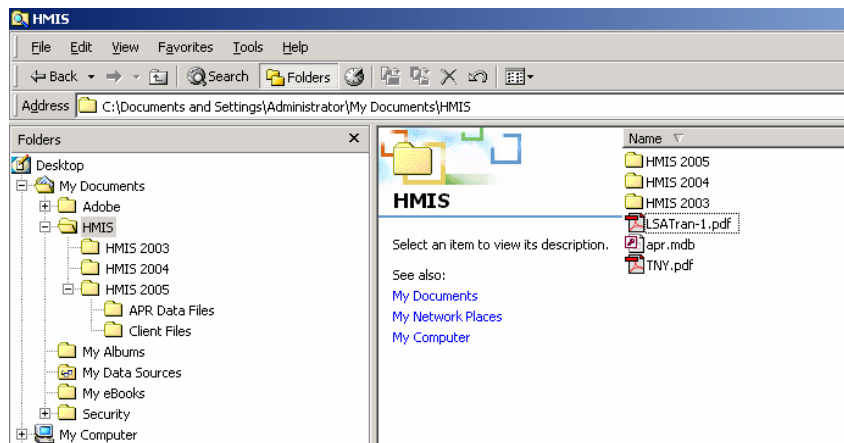 HMIS
File Edit View Favorites Tools Help
Back Search Folders
Address C:\Documents and Settings\Administrator\My Documents\HMIS
Folders x
Desktop
My Documents
Adobe
HMIS
HMIS 2003
HMIS 2004
HMIS 2005
APR Data Files
Client Files
My Albums
My Data Sources
My eBooks
Security
My Computer
HMIS
Select an item to view its description.
See also:
My Documents
My Network Places
My Computer
Name
HMIS 2005
HMIS 2004
HMIS 2003
LSATran-1.pdf
apr.mdb
TNY.pdf